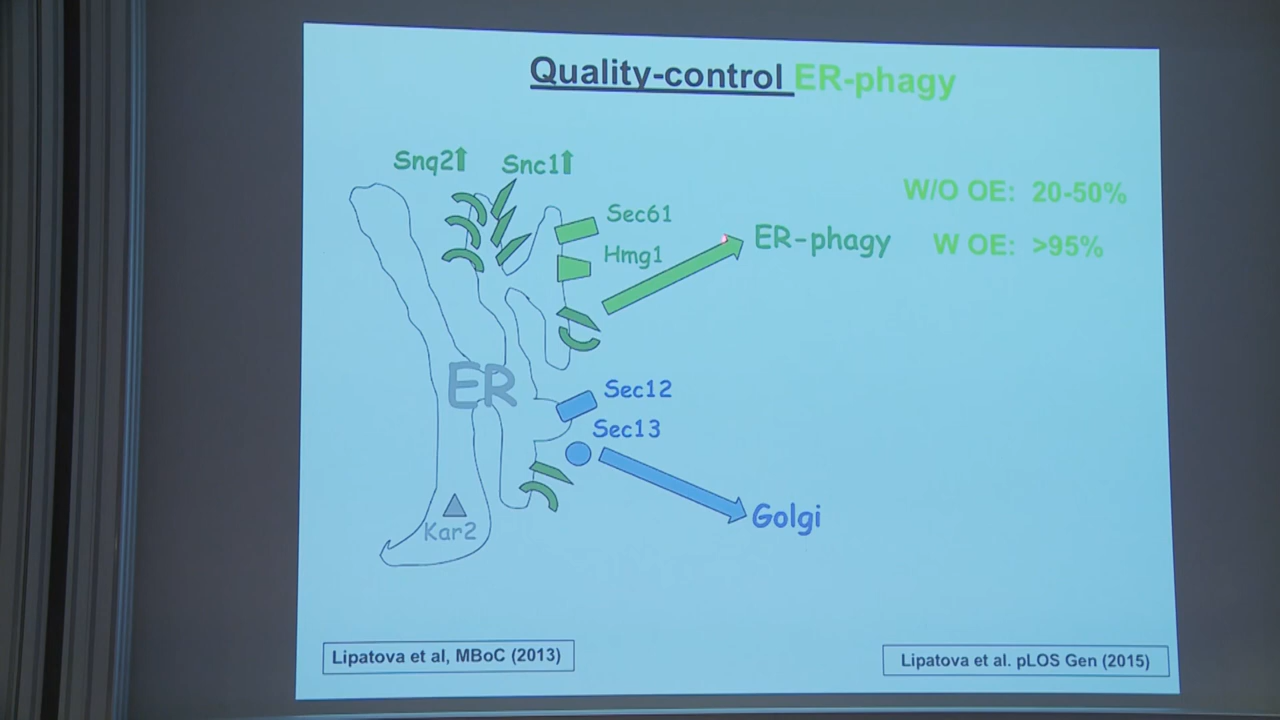 Quality-control ER-phagy
Snq2⬆ Snc1⬆
Sec61
Hmg1
ER-phagy
W/O OE: 20-50%
W OE: >95%
ER
Sec12
Sec13
Golgi
Kar2
Lipatova et al, MBoC (2013)
Lipatova et al. pLOS Gen (2015)